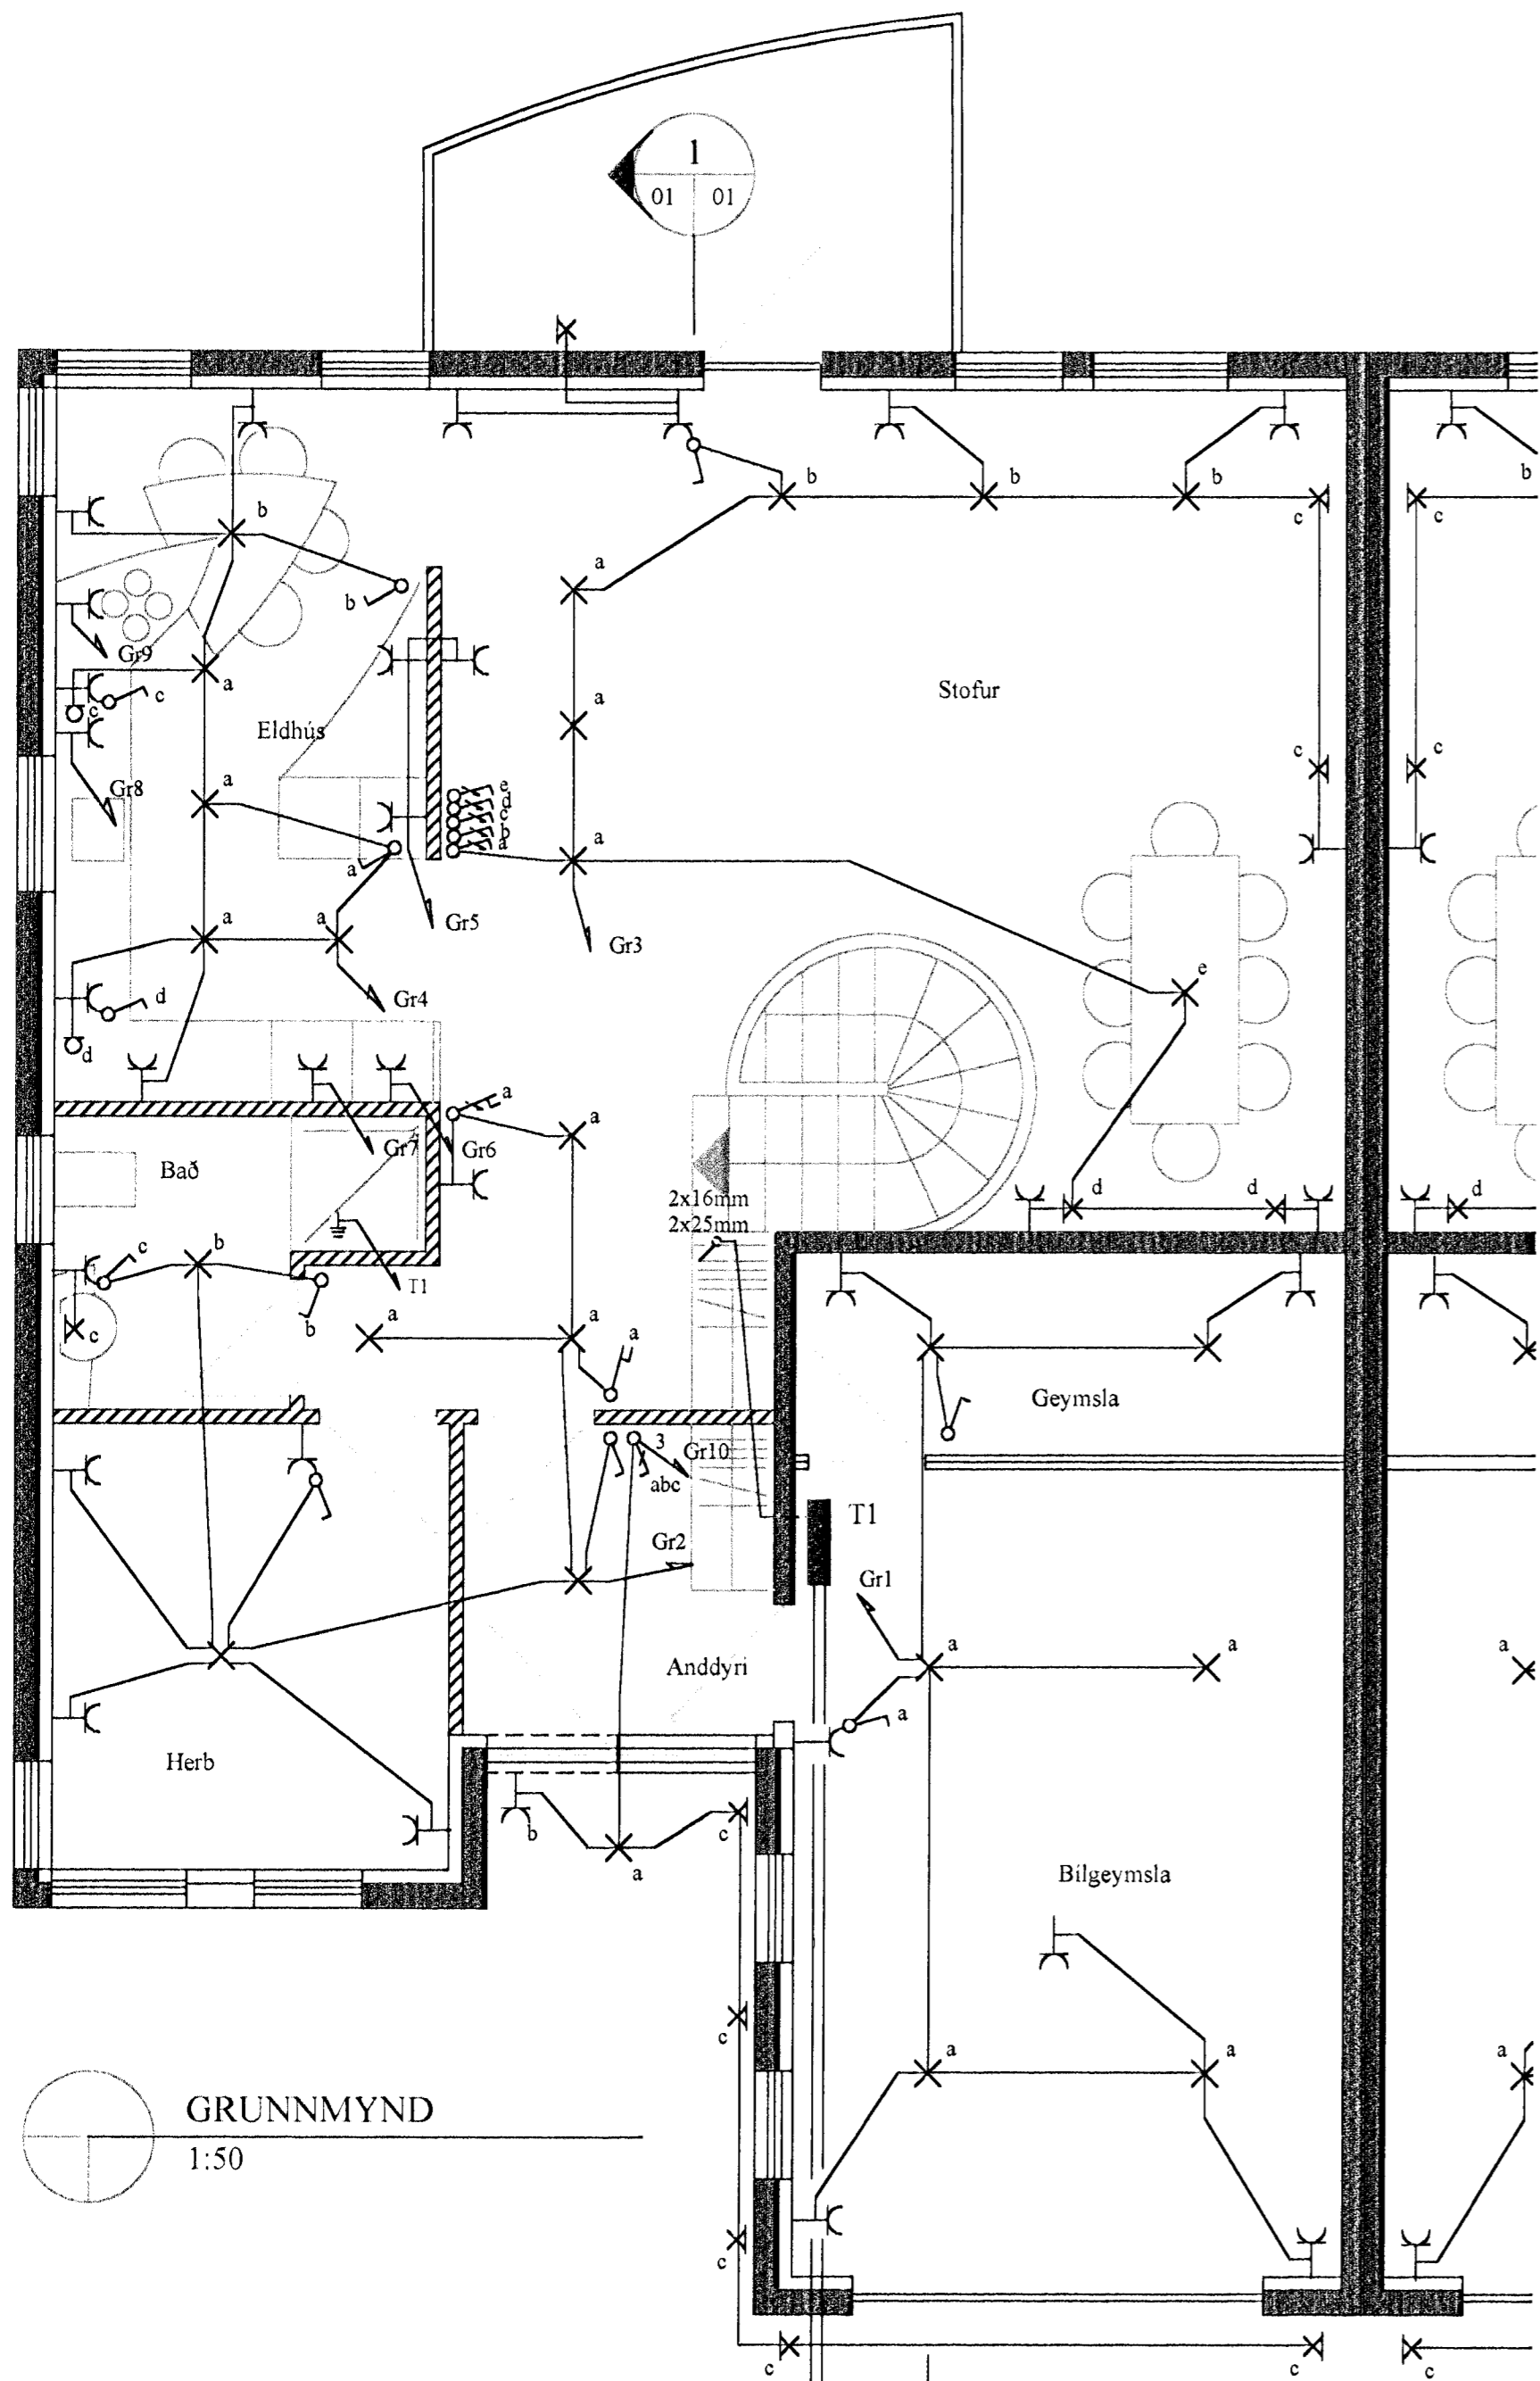 1
01 01
b b b b
b
c c
a
b
a
Gr9
a
Stofur
c
c
Eldhús
a
c c
Gr8
a
e
d
c
b
a
a
a
a
a
Gr5
Gr3
e
d
Gr4
d
a
a
Gr7
Gr6
Bað
2x16mm
2x25mm
d
d
d
c
b
T1
b
c
a
a
a
Geymsla
3
Gr10
abc
T1
Gr2
Gr1
a
a
a
Anddyri
a
Herb
b
c
a
Bílgeymsla
c
a
a
a
GRUNNMYND
1:50
c
c
c
c